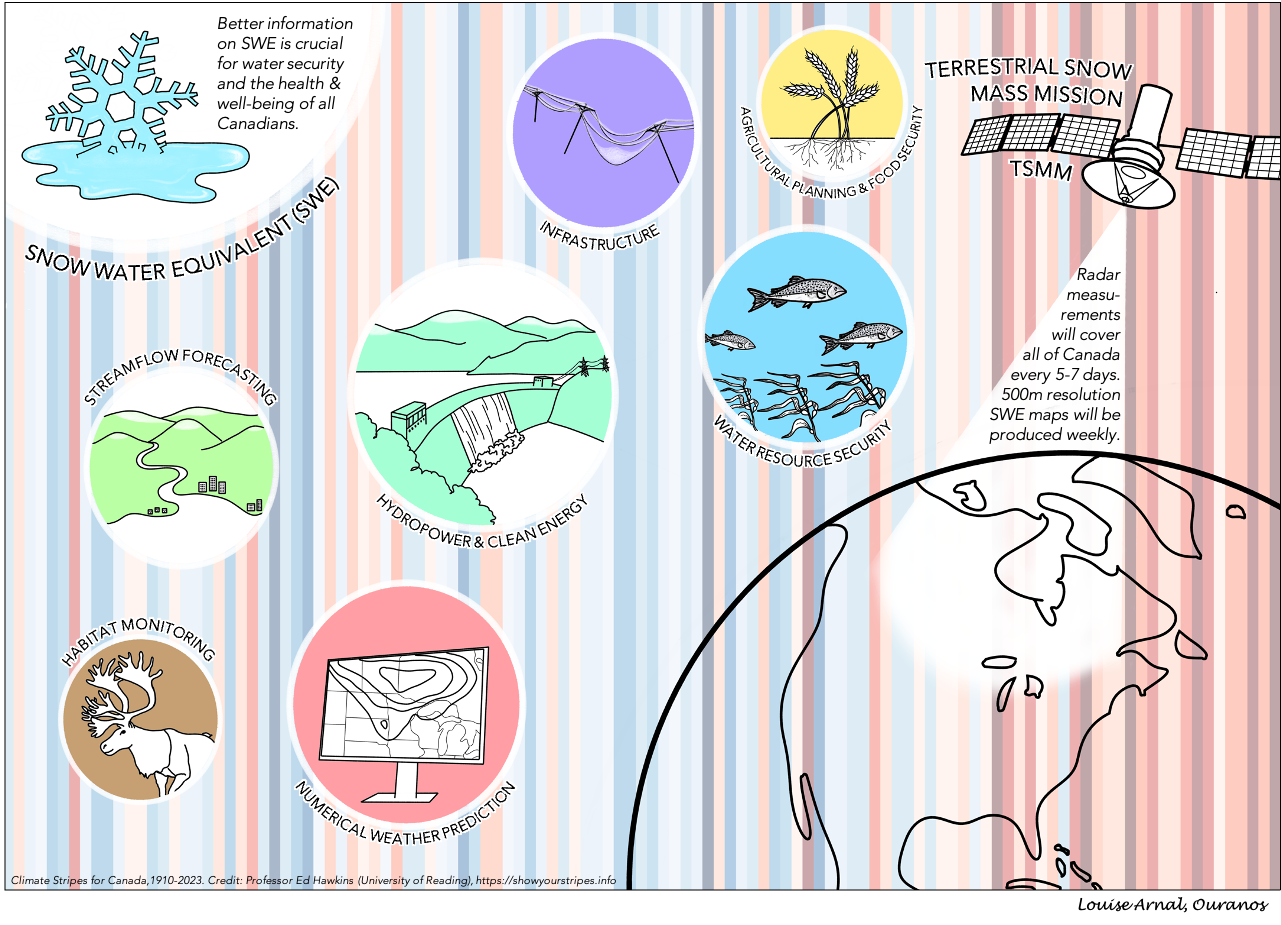 Better information
on SWE is crucial
for water security
and the health &
well-being of all
Canadians.
SNOW WATER EQUIVALENT (SWE)
INFRASTRUCTURE
AGRICULTURAL PLANNING & FOOD SECURITY
TERRESTRIAL SNOW
MASS MISSION
TSMM
Radar
measu-
rements
will cover
all of Canada
every 5-7 days.
500m resolution
SWE maps will be
produced weekly.
STREAMFLOW FORECASTING
HYDROPOWER & CLEAN ENERGY
WATER RESOURCE SECURITY
HABITAT MONITORING
NUMERICAL WEATHER PREDICTION
Climate Stripes for Canada,1910-2023. Credit: Professor Ed Hawkins (University of Reading), https://showyourstripes.info
Louise Arnal, Ouranos